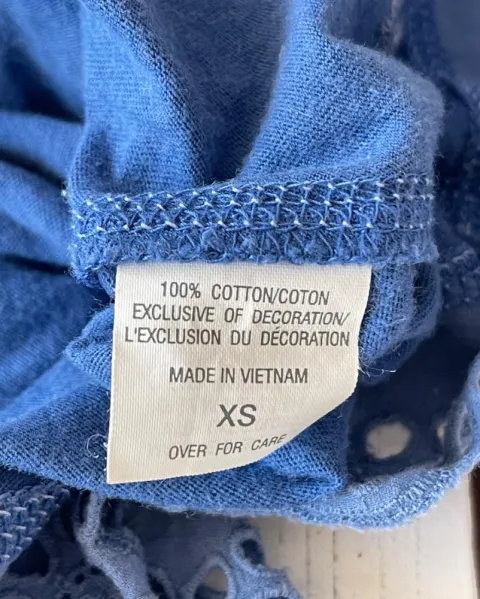 100% COTTON/COTON
EXCLUSIVE OF DECORATION/
L'EXCLUSION DU DÉCORATION
MADE IN VIETNAM
XS
OVER FOR CARE